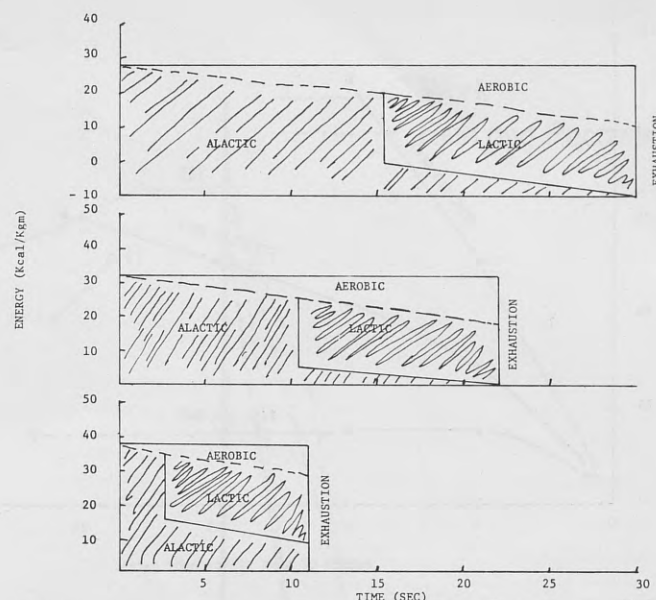 40
30
20
10
0
- 10
AEROBIC
ALACTIC
LACTIC
EXHAUSTION
ENERGY (Kcal/Kgm)
50
40
30
20
10
AEROBIC
ALACTIC
LACTIC
EXHAUSTION
50
40
30
20
10
AEROBIC
LACTIC
ALACTIC
EXHAUSTION
5 10 15 20 25 30
TIME (SEC)